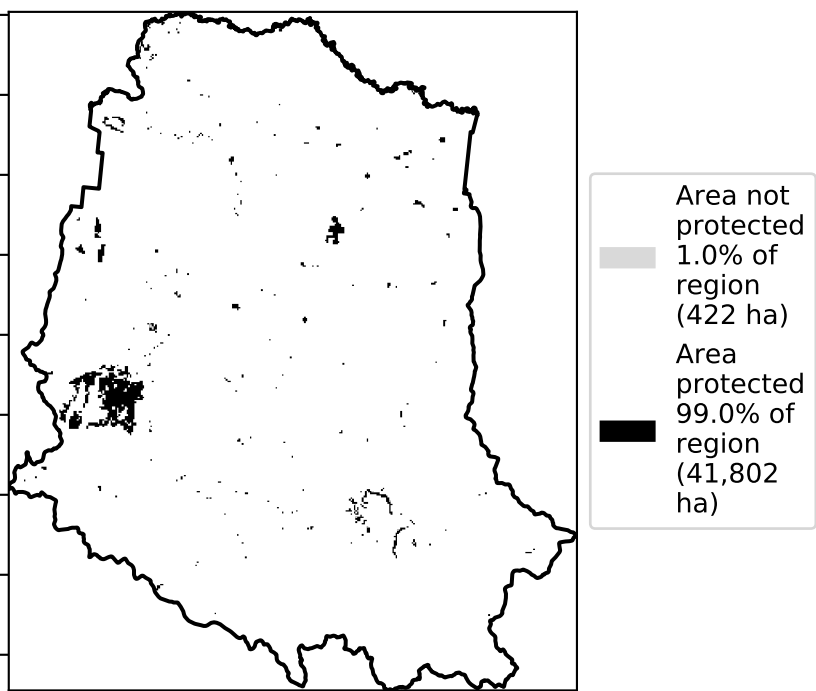 Area not
protected
1.0% of
region
(422 ha)
Area
protected
99.0% of
region
(41,802
ha)